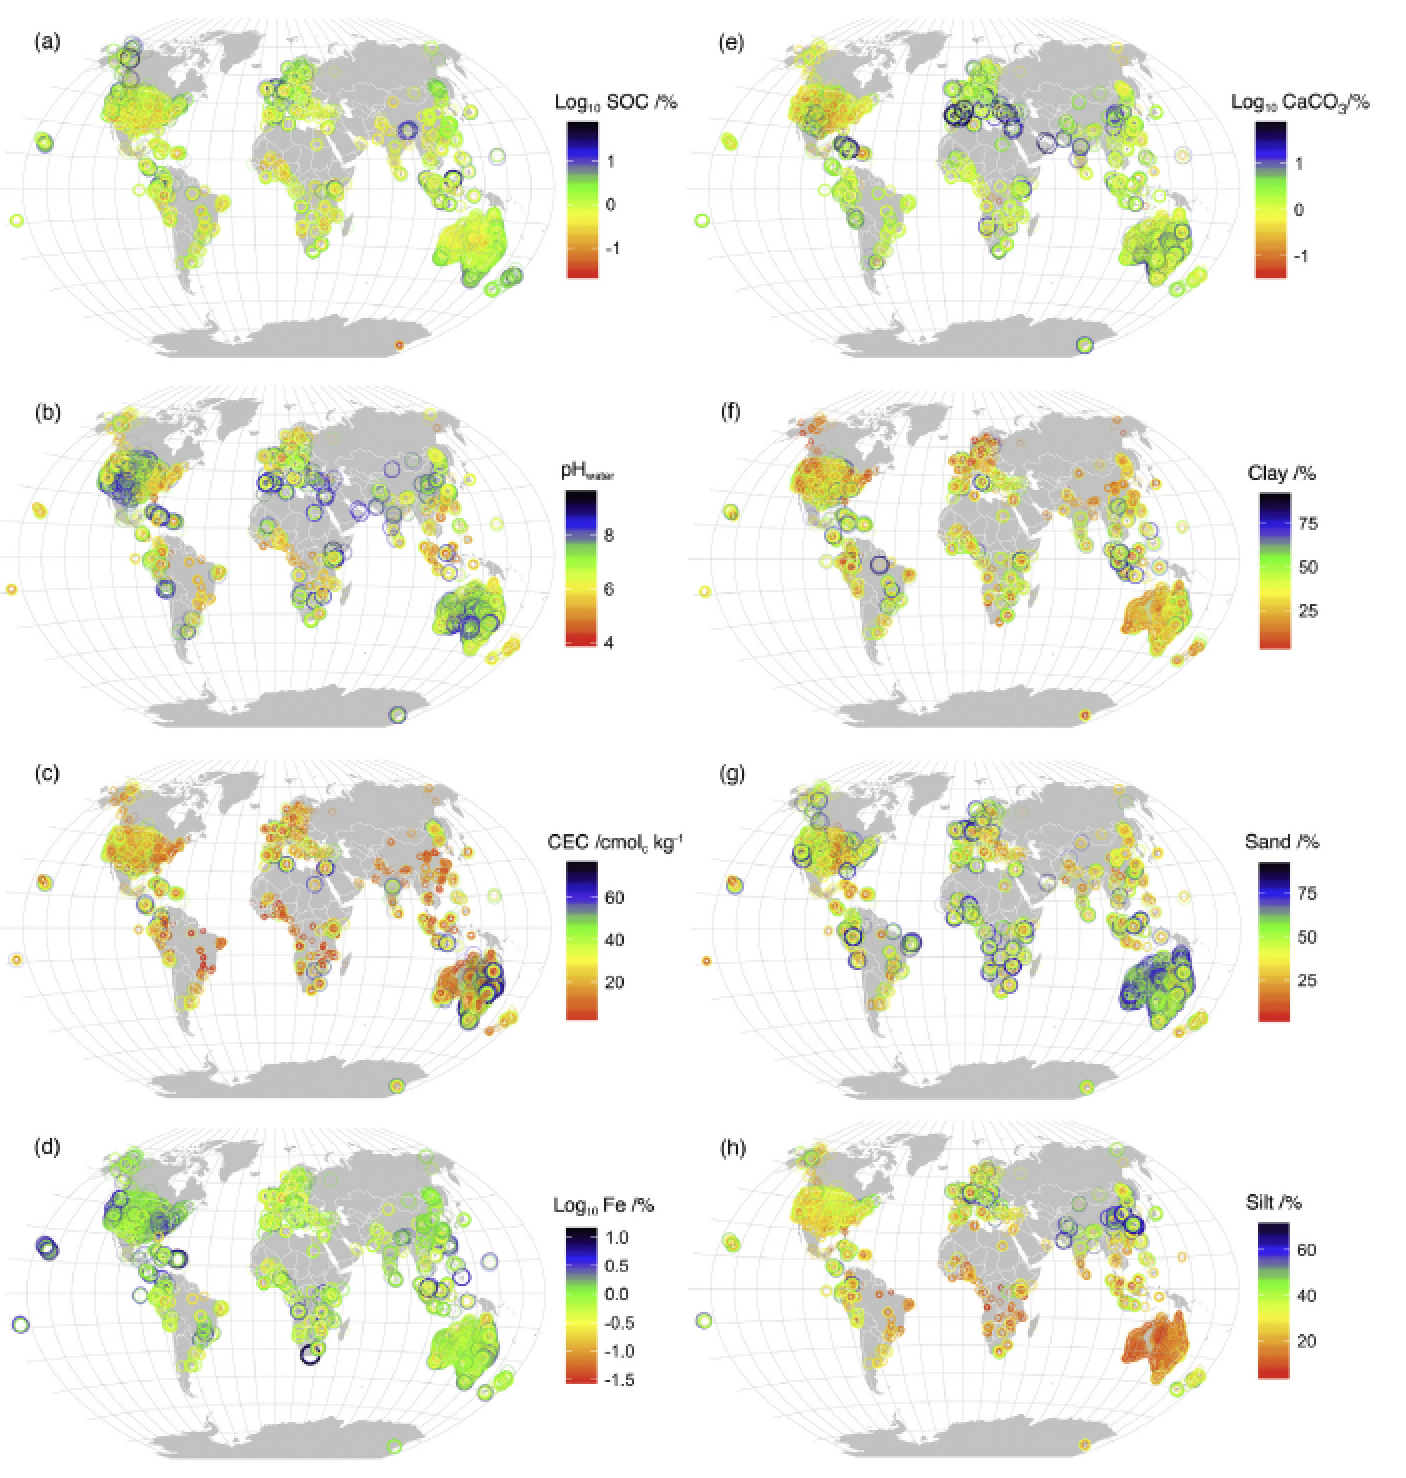 (a)
Log₁₀ SOC /%
1
0
-1
(e)
Log₁₀ CaCO₃/%
1
0
-1
(b)
pHwater
8
6
4
(f)
Clay /%
75
50
25
(c)
CEC /cmolc kg⁻¹
60
40
20
(g)
Sand /%
75
50
25
(d)
Log₁₀ Fe /%
1.0
0.5
0.0
-0.5
-1.0
-1.5
(h)
Silt /%
60
40
20